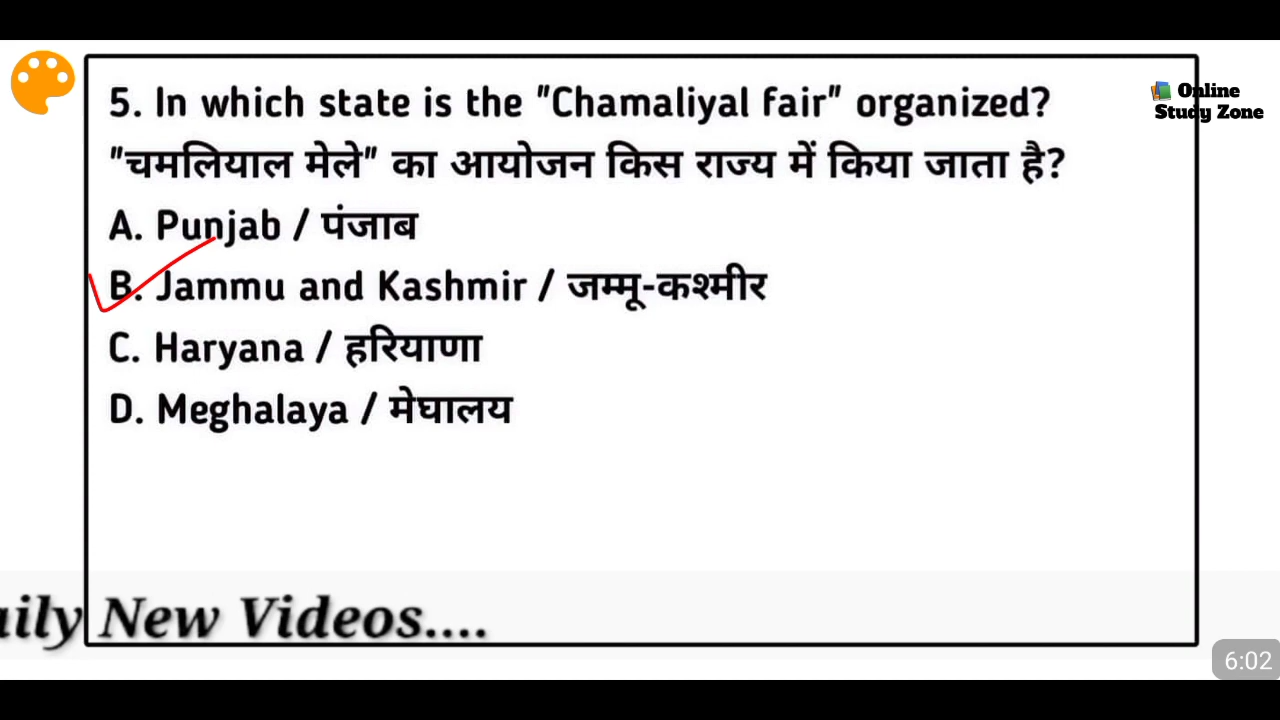 5. In which state is the "Chamaliyal fair" organized?
"चमलियाल मेले" का आयोजन किस राज्य में किया जाता है?
A. Punjab / पंजाब
B. Jammu and Kashmir / जम्मू-कश्मीर
C. Haryana / हरियाणा
D. Meghalaya / मेघालय
Online
Study Zone
New Videos....
6:02